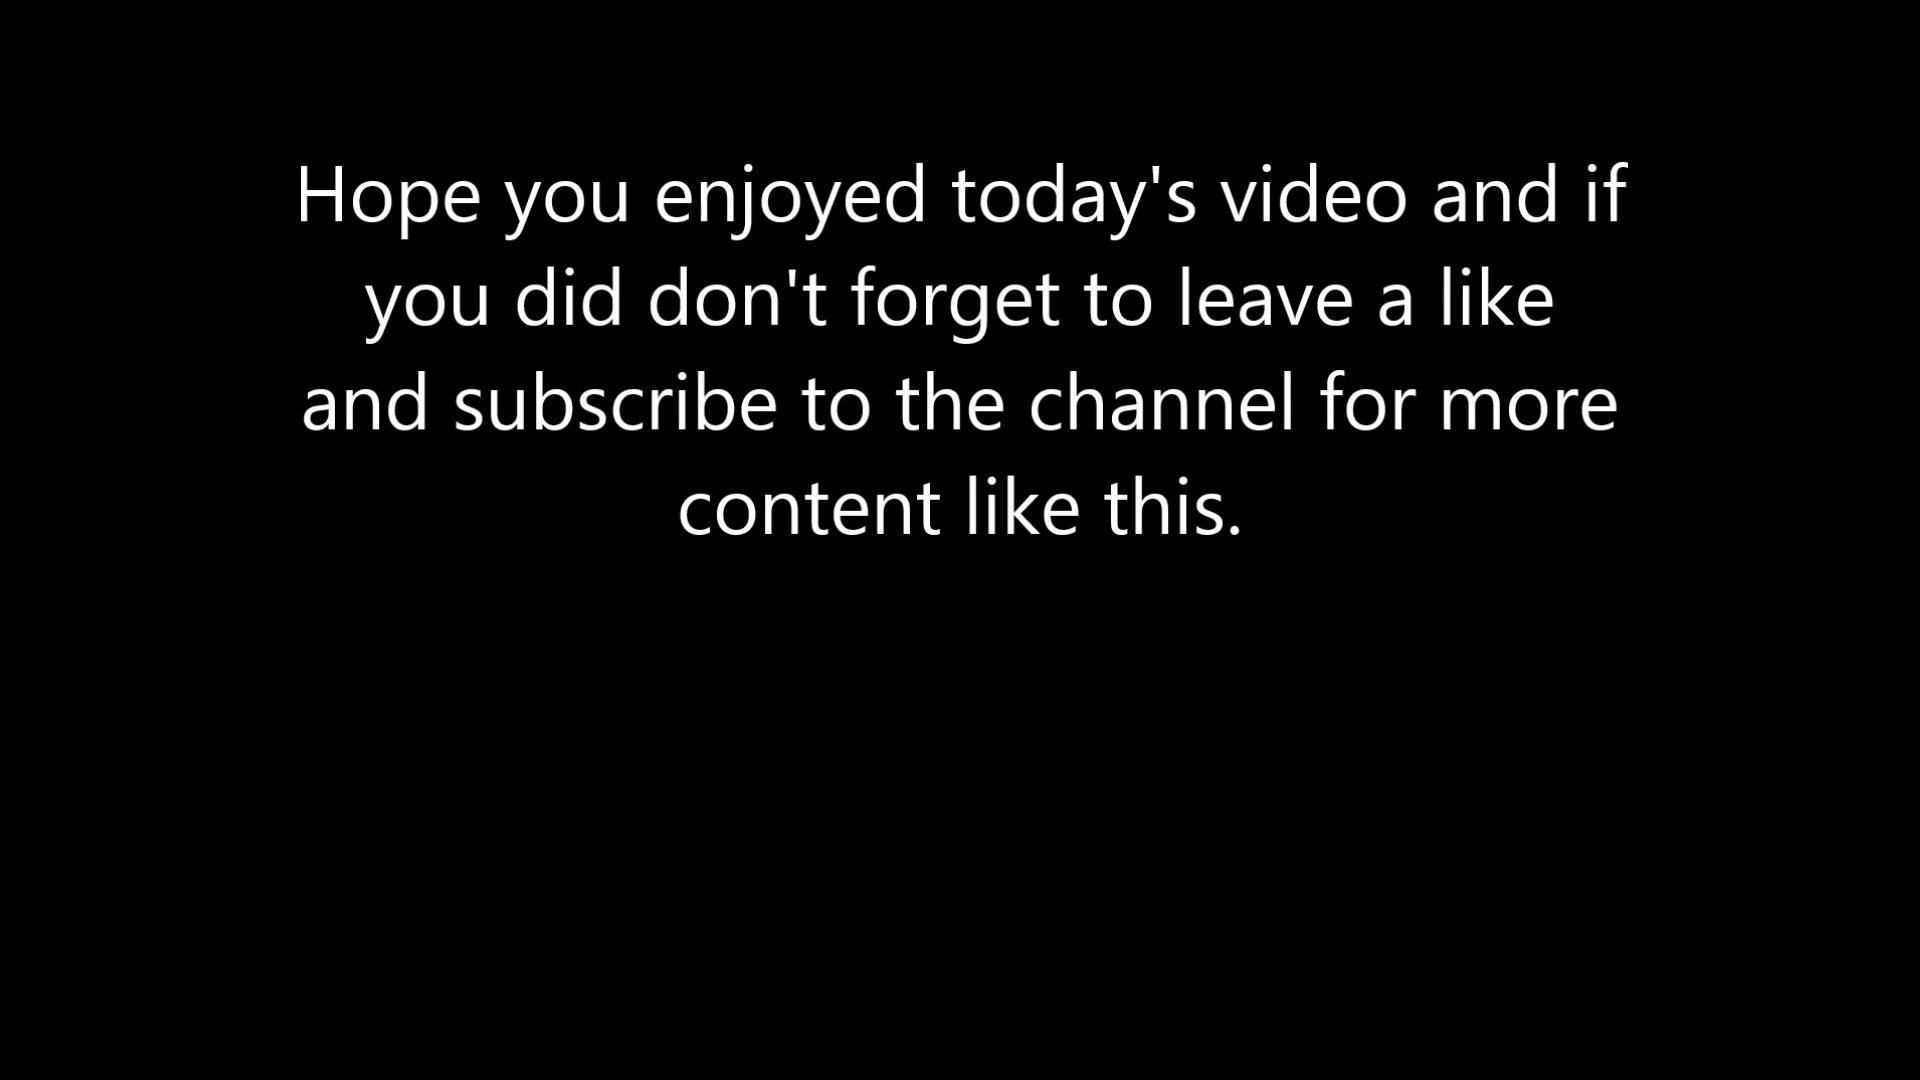 Hope you enjoyed today's video and if
you did don't forget to leave a like
and subscribe to the channel for more
content like this.